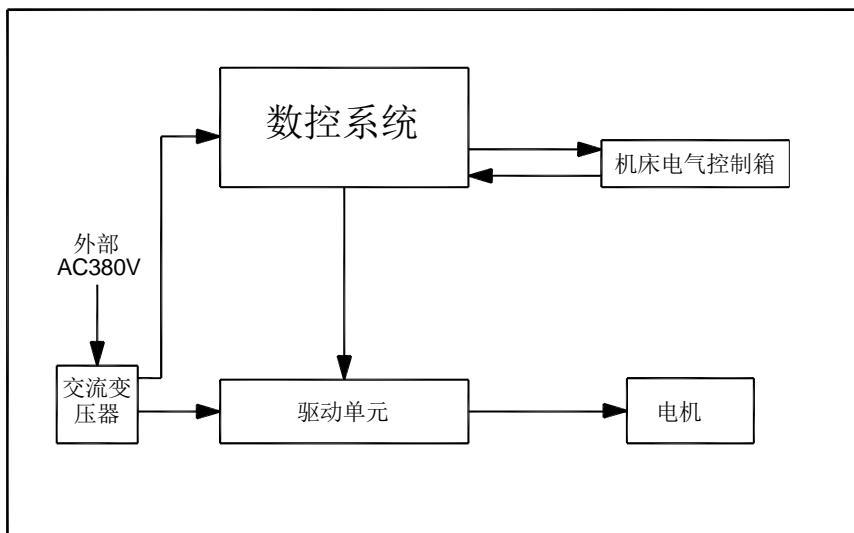 数控系统
机床电气控制箱
外部
AC380V
交流变
压器
驱动单元
电机